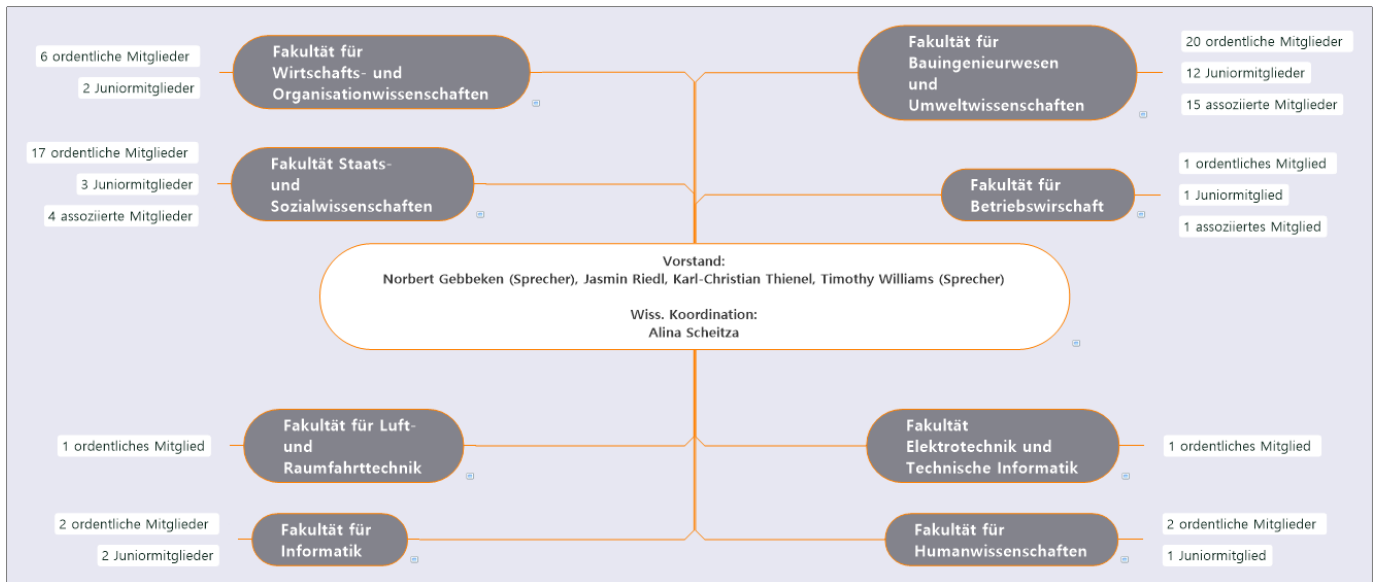 6 ordentliche Mitglieder
2 Juniormitglieder
Fakultät für
Wirtschafts- und
Organisationwissenschaften
Fakultät für
Bauingenieurwesen
und
Umweltwissenschaften
20 ordentliche Mitglieder
12 Juniormitglieder
15 assoziierte Mitglieder
17 ordentliche Mitglieder
3 Juniormitglieder
4 assoziierte Mitglieder
Fakultät Staats-
und
Sozialwissenschaften
Fakultät für
Betriebswirschaft
1 ordentliches Mitglied
1 Juniormitglied
1 assoziiertes Mitglied
Vorstand:
Norbert Gebbeken (Sprecher), Jasmin Riedl, Karl-Christian Thienel, Timothy Williams (Sprecher)
Wiss. Koordination:
Alina Scheitza
1 ordentliches Mitglied
Fakultät für Luft-
und
Raumfahrttechnik
Fakultät
Elektrotechnik und
Technische Informatik
1 ordentliches Mitglied
2 ordentliche Mitglieder
2 Juniormitglieder
Fakultät für
Informatik
Fakultät für
Humanwissenschaften
2 ordentliche Mitglieder
1 Juniormitglied